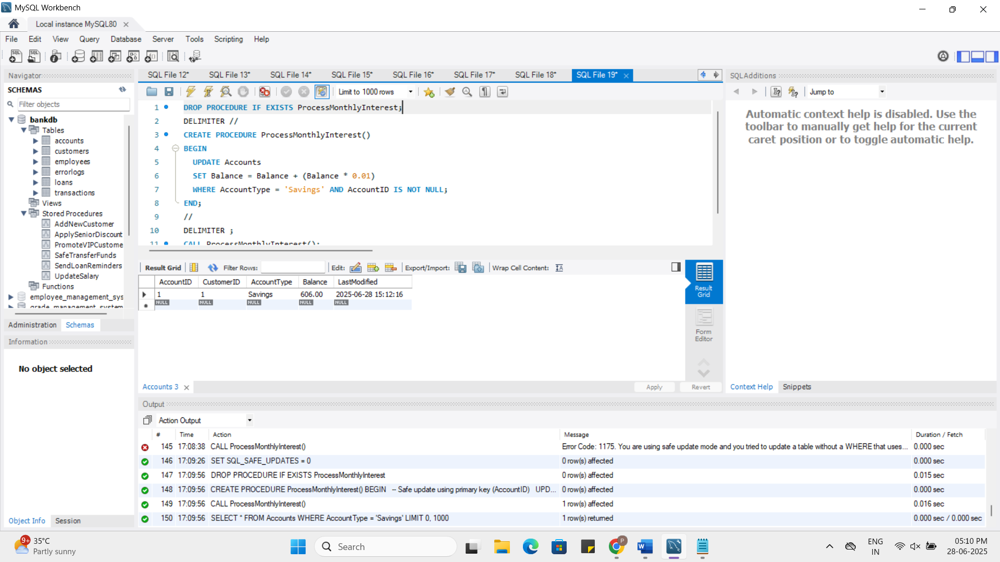 MySQL Workbench
Local instance MySQL80
File Edit View Query Database Server Tools Scripting Help
Navigator
SCHEMAS
Filter objects
bankdb
Tables
accounts
customers
employees
errorlogs
loans
transactions
Views
Stored Procedures
AddNewCustomer
ApplySeniorDiscount
PromoteVIPCustome
SafeTransferFunds
SendLoanReminders
UpdateSalary
Functions
employee_management_sys
grade_management_system
Administration Schemas
Information
No object selected
Object Info Session
SQL File 12* SQL File 13* SQL File 14* SQL File 15* SQL File 16* SQL File 17* SQL File 18* SQL File 19*
Limit to 1000 rows
1 DROP PROCEDURE IF EXISTS ProcessMonthlyInterest;
2 DELIMITER //
3 CREATE PROCEDURE ProcessMonthlyInterest()
4 BEGIN
5 UPDATE Accounts
6 SET Balance = Balance + (Balance * 0.01)
7 WHERE AccountType = 'Savings' AND AccountID IS NOT NULL;
8 END;
9 //
10 DELIMITER ;
11 CALL ProcessMonthlyInterest();
Result Grid Filter Rows: Edit: Export/Import: Wrap Cell Content:
AccountID CustomerID AccountType Balance LastModified
1 1 Savings 606.00 2025-06-28 15:12:16
NULL NULL NULL NULL NULL
Result
Grid
Form
Editor
Accounts 3 Apply Revert
SQLAdditions
Jump to
Automatic context help is disabled. Use the
toolbar to manually get help for the current
caret position or to toggle automatic help.
Context Help Snippets
Output
Action Output
# Time Action Message Duration / Fetch
145 17:08:38 CALL ProcessMonthlyInterest() Error Code: 1175. You are using safe update mode and you tried to update a table without a WHERE that uses... 0.000 sec
146 17:09:26 SET SQL_SAFE_UPDATES = 0 0 row(s) affected 0.000 sec
147 17:09:56 DROP PROCEDURE IF EXISTS ProcessMonthlyInterest 0 row(s) affected 0.015 sec
148 17:09:56 CREATE PROCEDURE ProcessMonthlyInterest() BEGIN -- Safe update using primary key (AccountID) UPD... 0 row(s) affected 0.000 sec
149 17:09:56 CALL ProcessMonthlyInterest() 1 row(s) affected 0.016 sec
150 17:09:56 SELECT * FROM Accounts WHERE AccountType = 'Savings' LIMIT 0, 1000 1 row(s) returned 0.000 sec / 0.000 sec
9+
35°C
Partly sunny
Search
P
ENG
IN
05:10 PM
28-06-2025